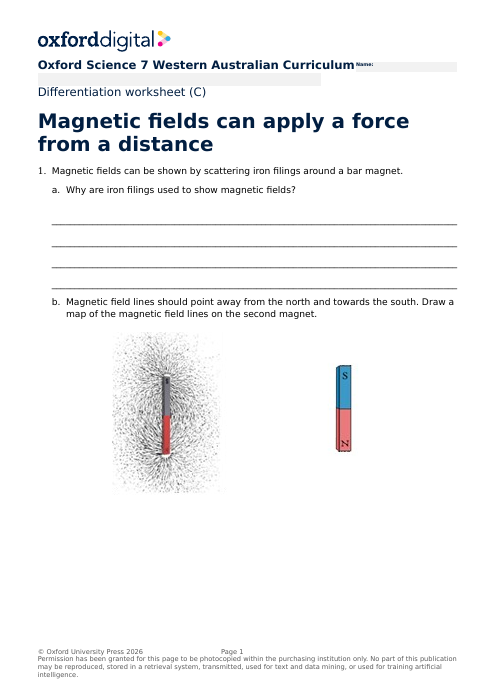 oxforddigital
Oxford Science 7 Western Australian Curriculum Name:
Differentiation worksheet (C)
Magnetic fields can apply a force
from a distance
1. Magnetic fields can be shown by scattering iron filings around a bar magnet.
a. Why are iron filings used to show magnetic fields?
b. Magnetic field lines should point away from the north and towards the south. Draw a
map of the magnetic field lines on the second magnet.
S
N
© Oxford University Press 2026 Page 1
Permission has been granted for this page to be photocopied within the purchasing institution only. No part of this publication
may be reproduced, stored in a retrieval system, transmitted, used for text and data mining, or used for training artificial
intelligence.